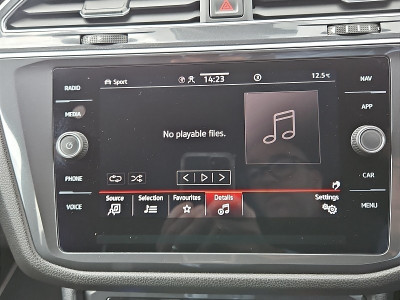 RADIO
MEDIA
PHONE
VOICE
Sport
14:23
12.5°C
No playable files.
Source
Selection
Favourites
Details
Settings
NAV
APP
CAR
MENU